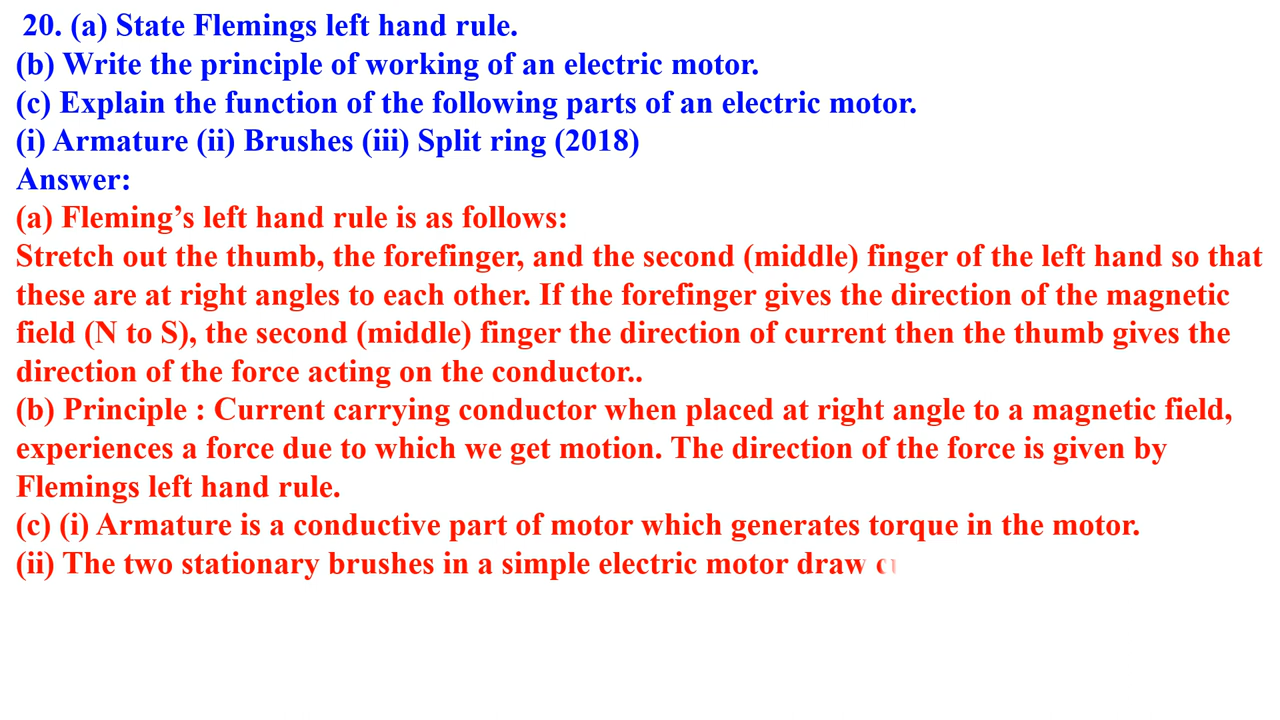 20. (a) State Flemings left hand rule.
(b) Write the principle of working of an electric motor.
(c) Explain the function of the following parts of an electric motor.
(i) Armature (ii) Brushes (iii) Split ring (2018)
Answer:
(a) Fleming’s left hand rule is as follows:
Stretch out the thumb, the forefinger, and the second (middle) finger of the left hand so that
these are at right angles to each other. If the forefinger gives the direction of the magnetic
field (N to S), the second (middle) finger the direction of current then the thumb gives the
direction of the force acting on the conductor..
(b) Principle : Current carrying conductor when placed at right angle to a magnetic field,
experiences a force due to which we get motion. The direction of the force is given by
Flemings left hand rule.
(c) (i) Armature is a conductive part of motor which generates torque in the motor.
(ii) The two stationary brushes in a simple electric motor draw